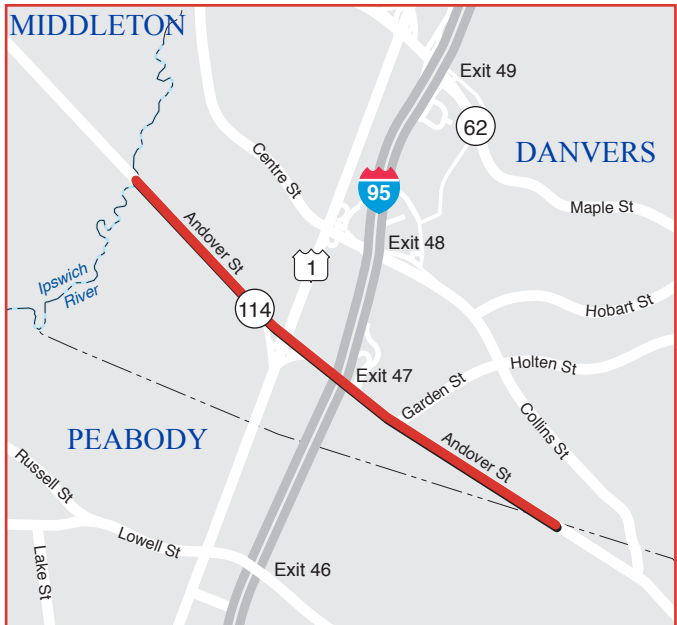 MIDDLETON
Exit 49
62
DANVERS
Centre St
95
Maple St
Andover St
Exit 48
1
Ipswich
River
114
Hobart St
Exit 47
Holten St
Garden St
Collins St
PEABODY
Andover St
Russell St
Lowell St
Lake St
Exit 46